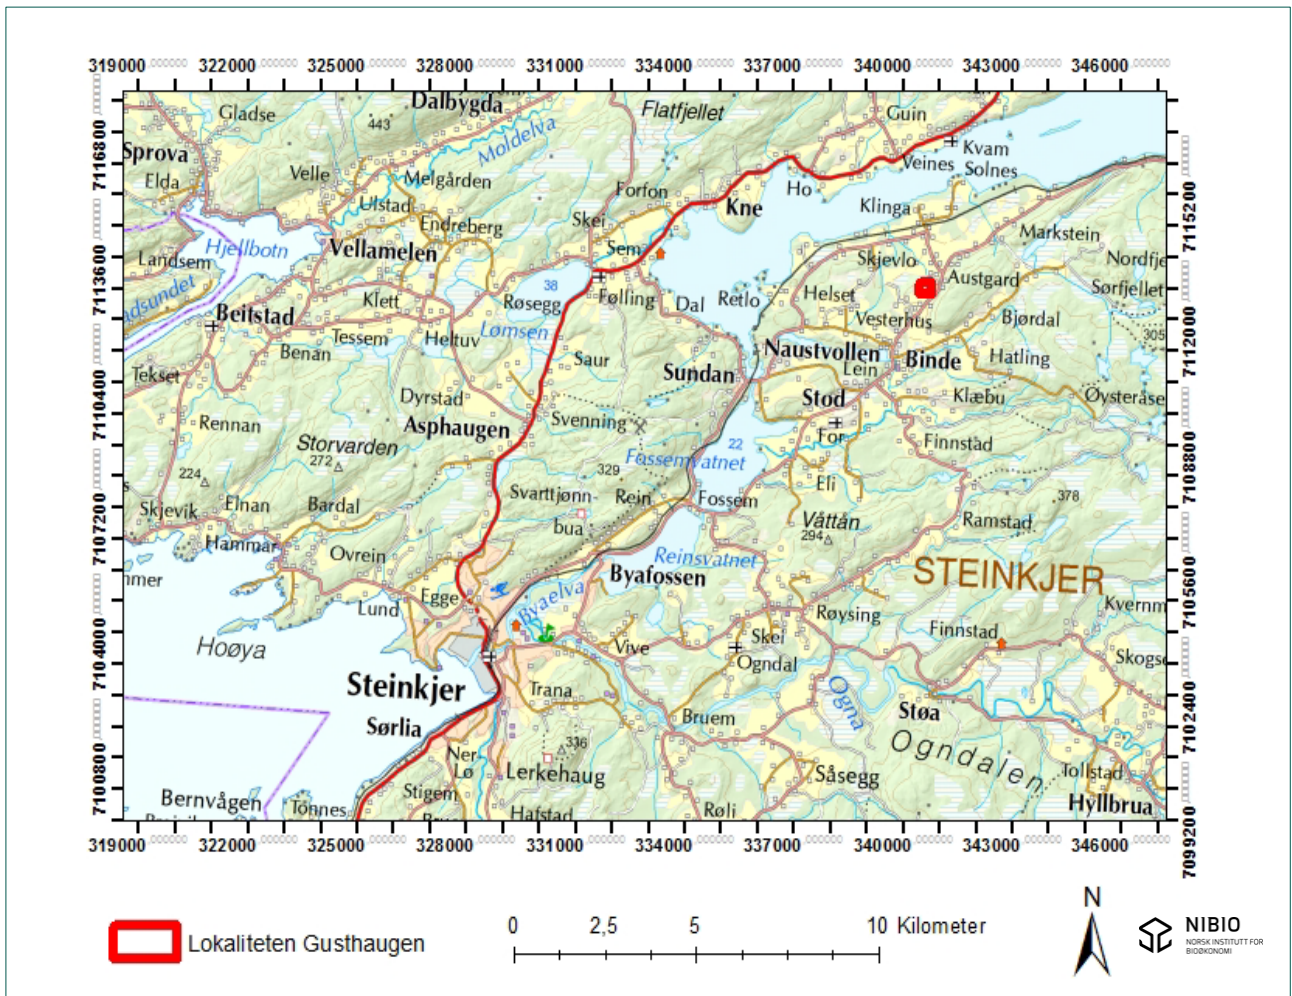 319000 322000 325000 328000 331000 334000 337000 340000 343000 346000
Gladse
Dalbygda
Flatfjellet
Guin
443
Moldelva
Sprova
Kvam
Veines
Solnes
Velle
Melgården
Elda
Forfon
Ho
Ulstad
Kne
Klinga
Skei
Endreberg
Markstein
Hjellbotn
Vellamelen
Sem
Skjevlo
Landsem
Nordfje
Austgard
adsundet
38
Røsegg
Følling
Dal
Retlo
Helset
Sørfjellet
Klett
Beitstad
Vesterhus
Bjørdal
Lømsen
305
Tessem
Heltuv
Benan
Saur
Naustvollen
Binde
Hatling
Tekset
Sundan
Lein
Dyrstad
Stod
Klæbu
Øysteråse
Rennan
Asphaugen
Svenning
For
Storvarden
22
Finnstad
272
Fossemvatnet
224
329
Eli
Svarttjønn-
bua
Rein
Fossem
378
Elnan
Bardal
Skjevik
Våttån
Ramstad
294
Hammar
Ovrein
Reinsvatnet
STEINKJER
mmer
Byafossen
Egge
Byaelva
Lund
Kvernm
Røysing
Finnstad
Skei
Hoøya
Vive
Ogndal
Skogse
Steinkjer
Trana
Ogna
Støa
Sørlia
Bruem
Ogndalen
336
Ner-
Lø
Lerkehaug
Såsegg
Tollstad
Bernvågen
Tønnes
Stigem
Hyllbrua
Hafstad
Røli
7116800
7113600
7110400
7107200
7104000
7100800
7115200
7112000
7108800
7105600
7102400
7099200
319000 322000 325000 328000 331000 334000 337000 340000 343000 346000
Lokaliteten Gusthaugen
0 2,5 5 10 Kilometer
N
NIBIO
NORSK INSTITUTT FOR
BIOØKONOMI